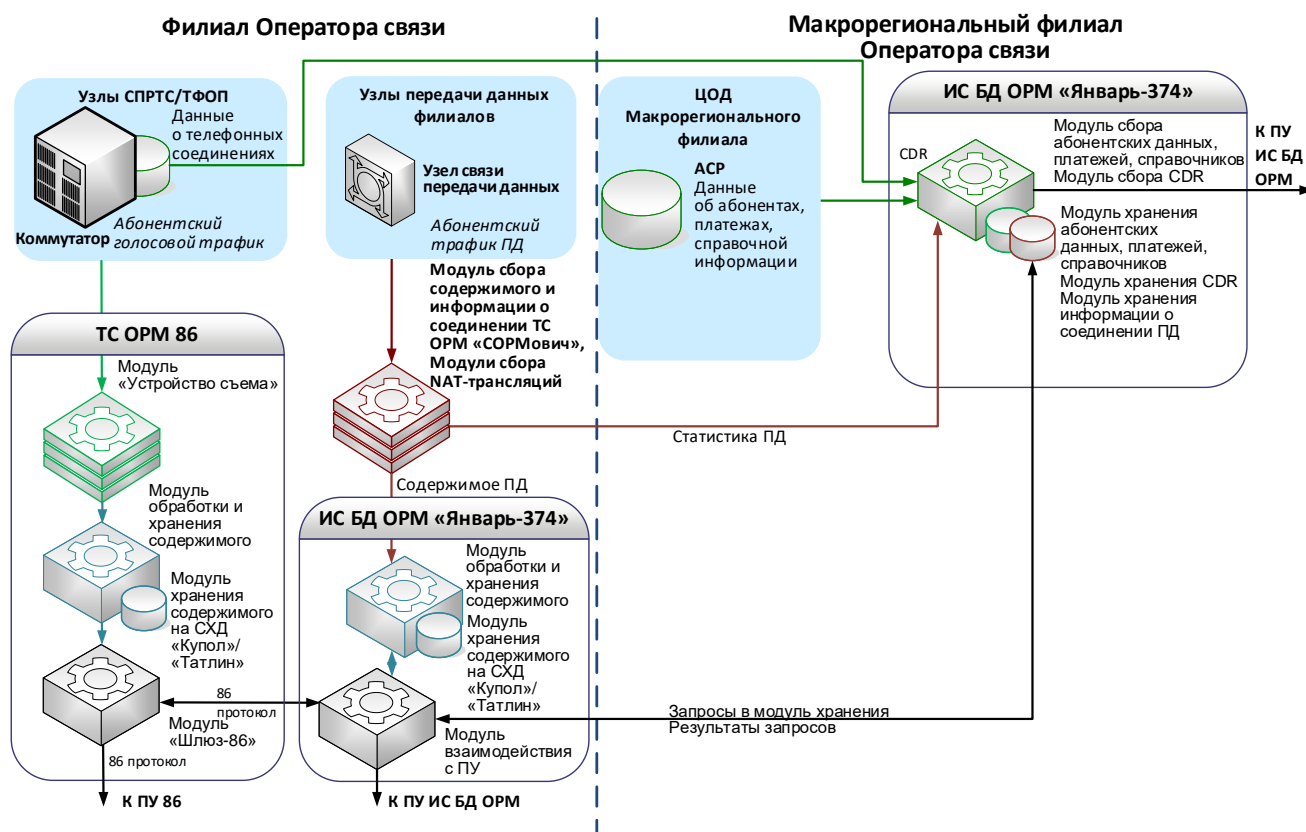 Филиал Оператора связи
Макрорегиональный филиал
Оператора связи
Узлы СПРТС/ТФОП
Данные
о телефонных
соединениях
Коммутатор
Абонентский
голосовой трафик
Узлы передачи данных
филиалов
Узел связи
передачи данных
Абонентский
трафик ПД
ЦОД
Макрорегионального
филиала
АСР
Данные
об абонентах,
платежах,
справочной
информации
ИС БД ОРМ «Январь-374»
CDR
Модуль сбора
абонентских данных,
платежей, справочников
Модуль сбора CDR
К ПУ
ИС БД
ОРМ
Модуль хранения
абонентских
данных, платежей,
справочников
Модуль хранения CDR
Модуль хранения
информации о
соединении ПД
Модуль сбора
содержимого и
информации о
соединении ТС
ОРМ «СОРМович»,
Модули сбора
NAT-трансляций
ТС ОРМ 86
Модуль
«Устройство съема»
Статистика ПД
Содержимое ПД
Модуль
обработки и
хранения
содержимого
Модуль
хранения
содержимого
на СХД
«Купол»/
«Татлин»
ИС БД ОРМ «Январь-374»
Модуль
обработки и
хранения
содержимого
Модуль
хранения
содержимого
на СХД
«Купол»/
«Татлин»
86
протокол
Модуль
«Шлюз-86»
Модуль
взаимодействия
с ПУ
Запросы в модуль хранения
Результаты запросов
86 протокол
К ПУ 86
К ПУ ИС БД ОРМ